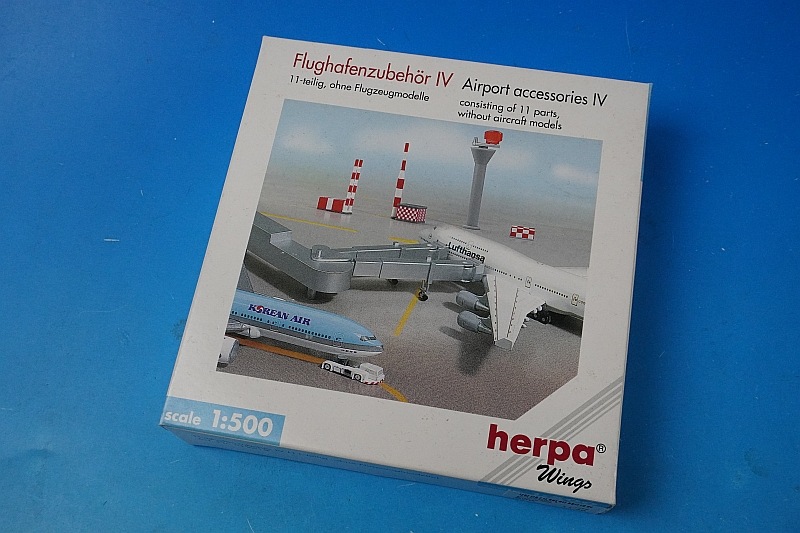 Flughafenzubehör IV
11-teilig, ohne Flugzeugmodelle
Airport accessories IV
consisting of 11 parts,
without aircraft models
Lufthansa
KOREAN AIR
scale 1:500
herpa®
Wings